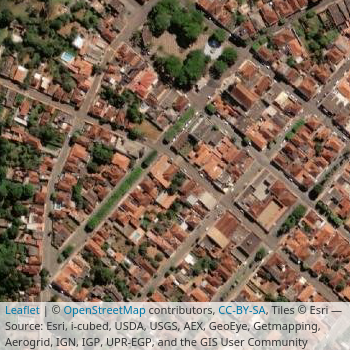 Leaflet | © OpenStreetMap contributors, CC-BY-SA, Tiles © Esri —
Source: Esri, i-cubed, USDA, USGS, AEX, GeoEye, Getmapping,
Aerogrid, IGN, IGP, UPR-EGP, and the GIS User Community